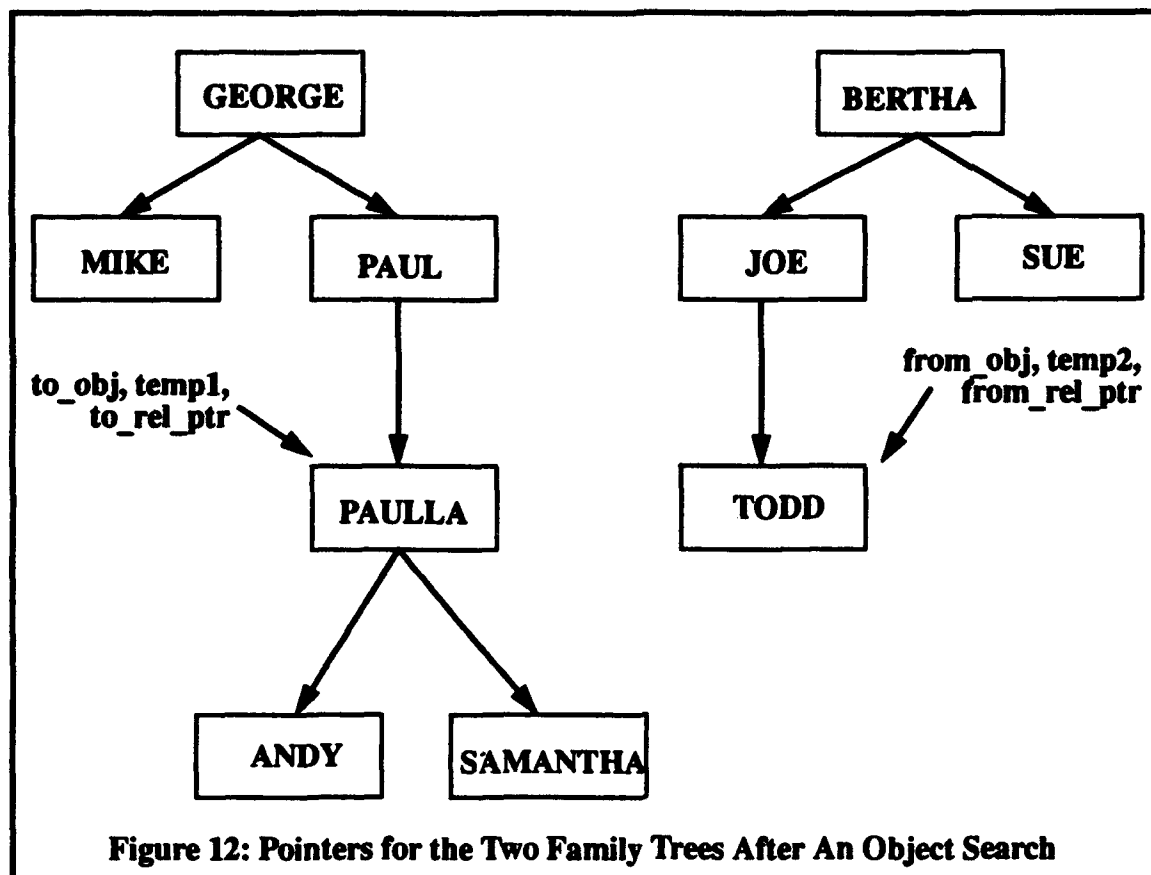 GEORGE
BERTHA
MIKE
PAUL
JOE
SUE
to_obj, temp1,
to_rel_ptr
from_obj, temp2,
from_rel_ptr
PAULLA
TODD
ANDY
SAMANTHA
Figure 12: Pointers for the Two Family Trees After An Object Search